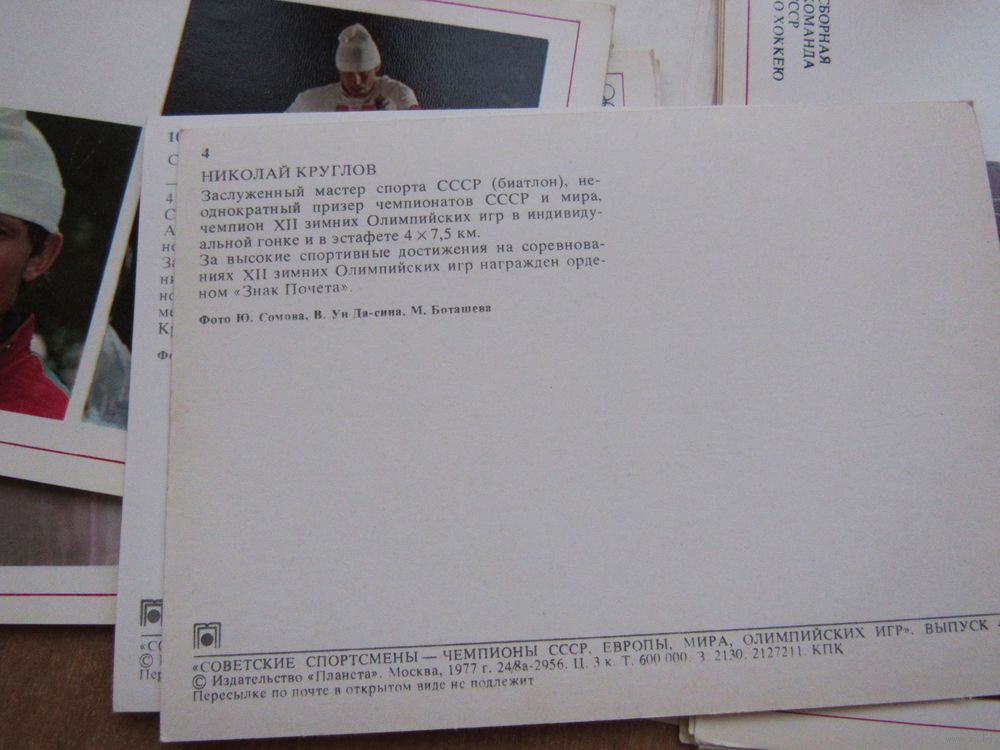 СБОРНАЯ
КОМАНДА
СССР
ПО ХОККЕЮ
4
НИКОЛАЙ КРУГЛОВ
Заслуженный мастер спорта СССР (биатлон), не-
однократный призер чемпионатов СССР и мира,
чемпион XII зимних Олимпийских игр в индивиду-
альной гонке и в эстафете 4 × 7,5 км.
За высокие спортивные достижения на соревнова-
ниях XII зимних Олимпийских игр награжден орде-
ном «Знак Почета».
Фото Ю. Сомова, В. Ун Да-сина, М. Боташева
«СОВЕТСКИЕ СПОРТСМЕНЫ — ЧЕМПИОНЫ СССР, ЕВРОПЫ, МИРА, ОЛИМПИЙСКИХ ИГР». ВЫПУСК 4
© Издательство «Планета». Москва, 1977 г. 24/8а-2956. Ц. 3 к. Т. 600 000. З. 2130. 2127211. КПК
Пересылке по почте в открытом виде не подлежит